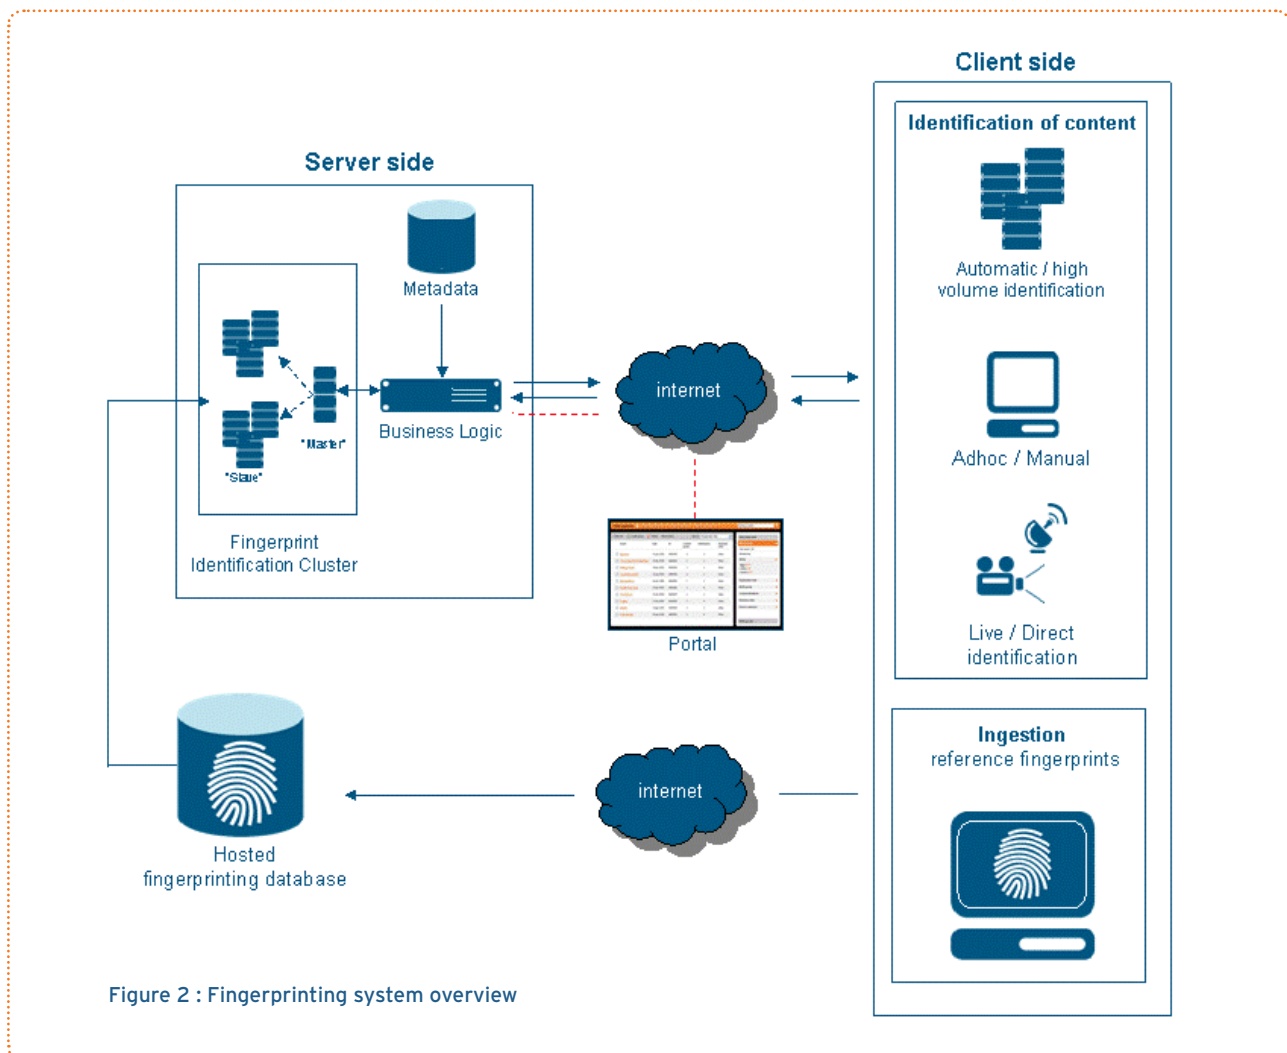 Client side
Identification of content
Server side
Automatic / high
volume identification
Metadata
internet
"Master"
Business Logic
Adhoc / Manual
"Slave"
Fingerprint
Identification Cluster
Portal
Live / Direct
identification
Ingestion
reference fingerprints
internet
Hosted
fingerprinting database
Figure 2 : Fingerprinting system overview